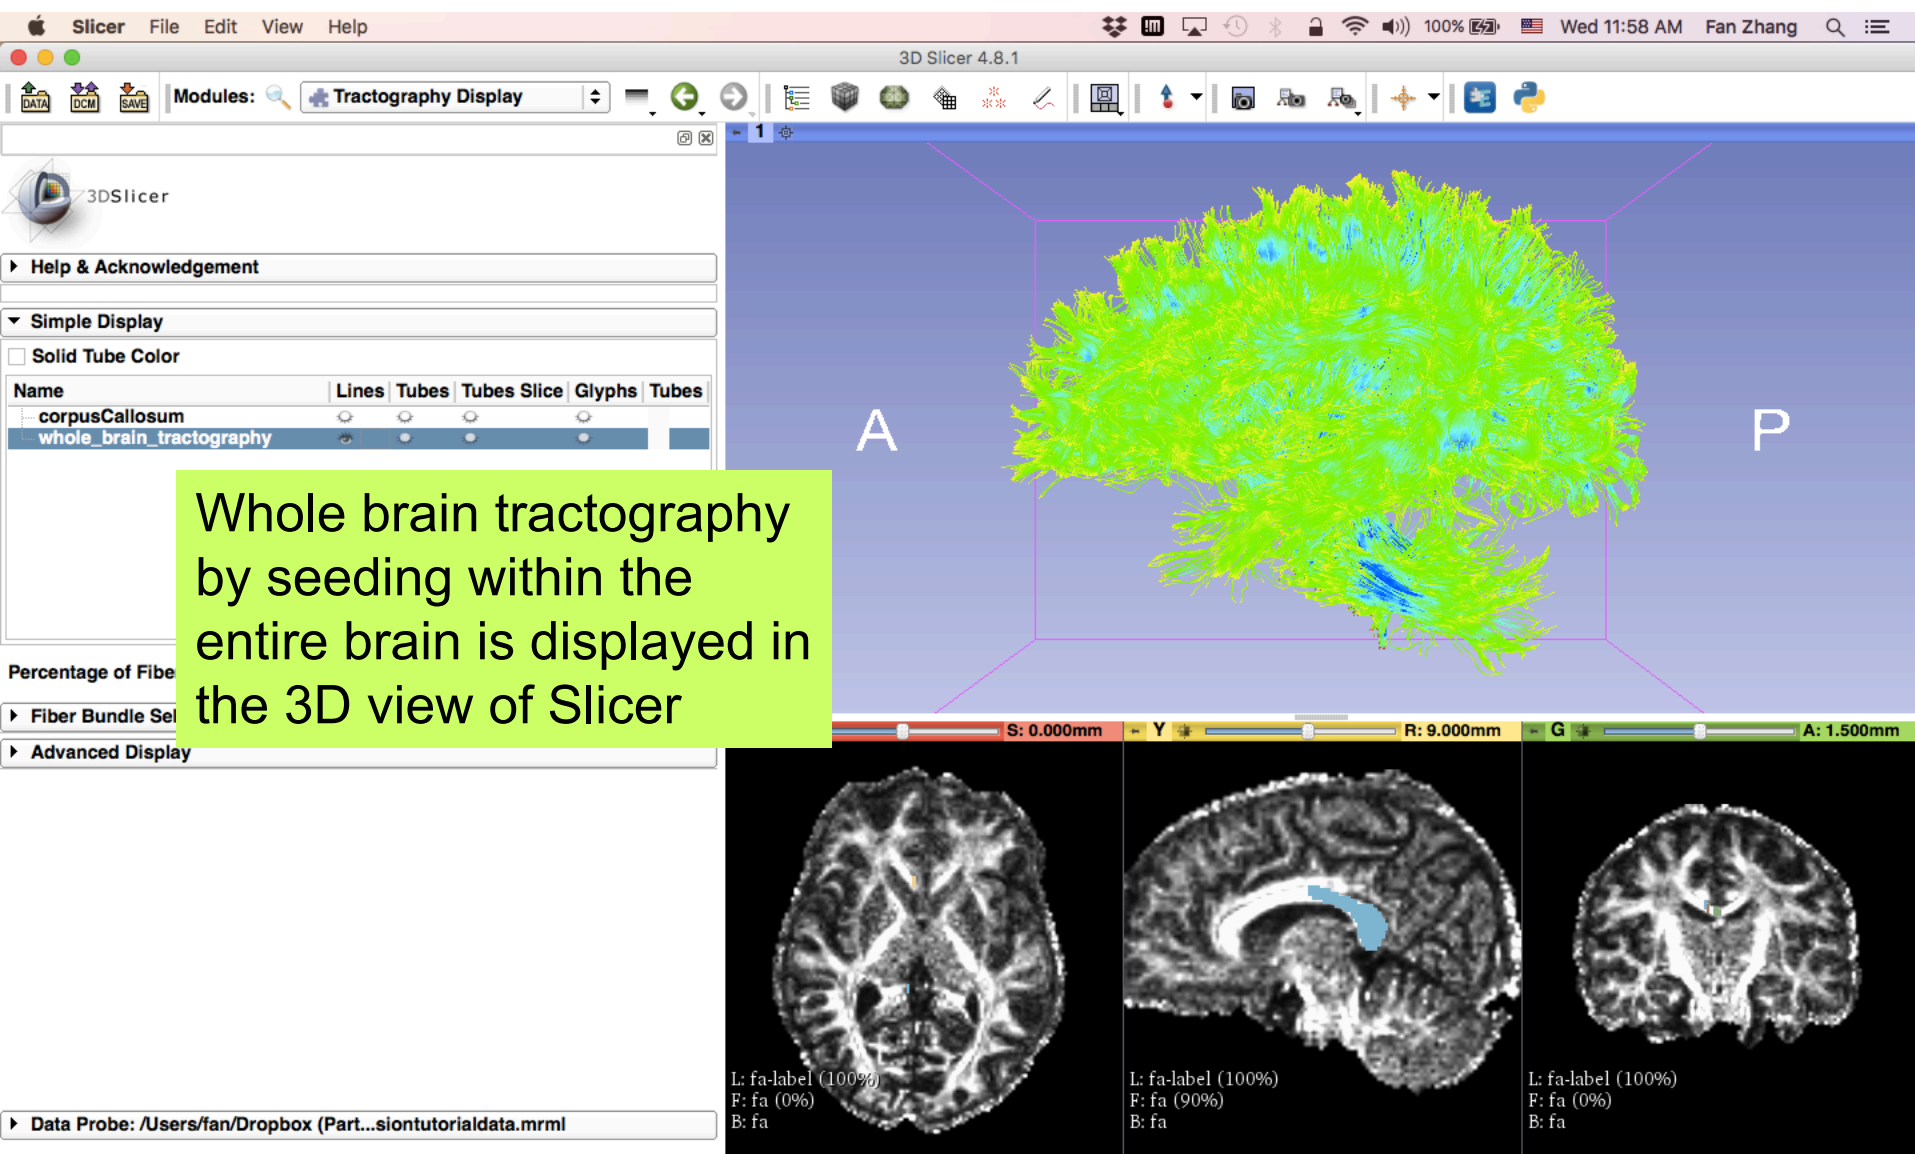 Slicer File Edit View Help 100% Wed 11:58 AM Fan Zhang
3D Slicer 4.8.1
DATA DCM SAVE Modules: Tractography Display
1
3DSlicer
Help & Acknowledgement
Simple Display
Solid Tube Color
Name Lines Tubes Tubes Slice Glyphs Tubes
corpusCallosum
whole_brain_tractography
A P
Whole brain tractography
by seeding within the
entire brain is displayed in
the 3D view of Slicer
Percentage of Fibe
Fiber Bundle Sel
Advanced Display
S: 0.000mm Y R: 9.000mm G A: 1.500mm
L: fa-label (100%)
F: fa (0%)
B: fa
L: fa-label (100%)
F: fa (90%)
B: fa
L: fa-label (100%)
F: fa (0%)
B: fa
Data Probe: /Users/fan/Dropbox (Part...siontutorialdata.mrml